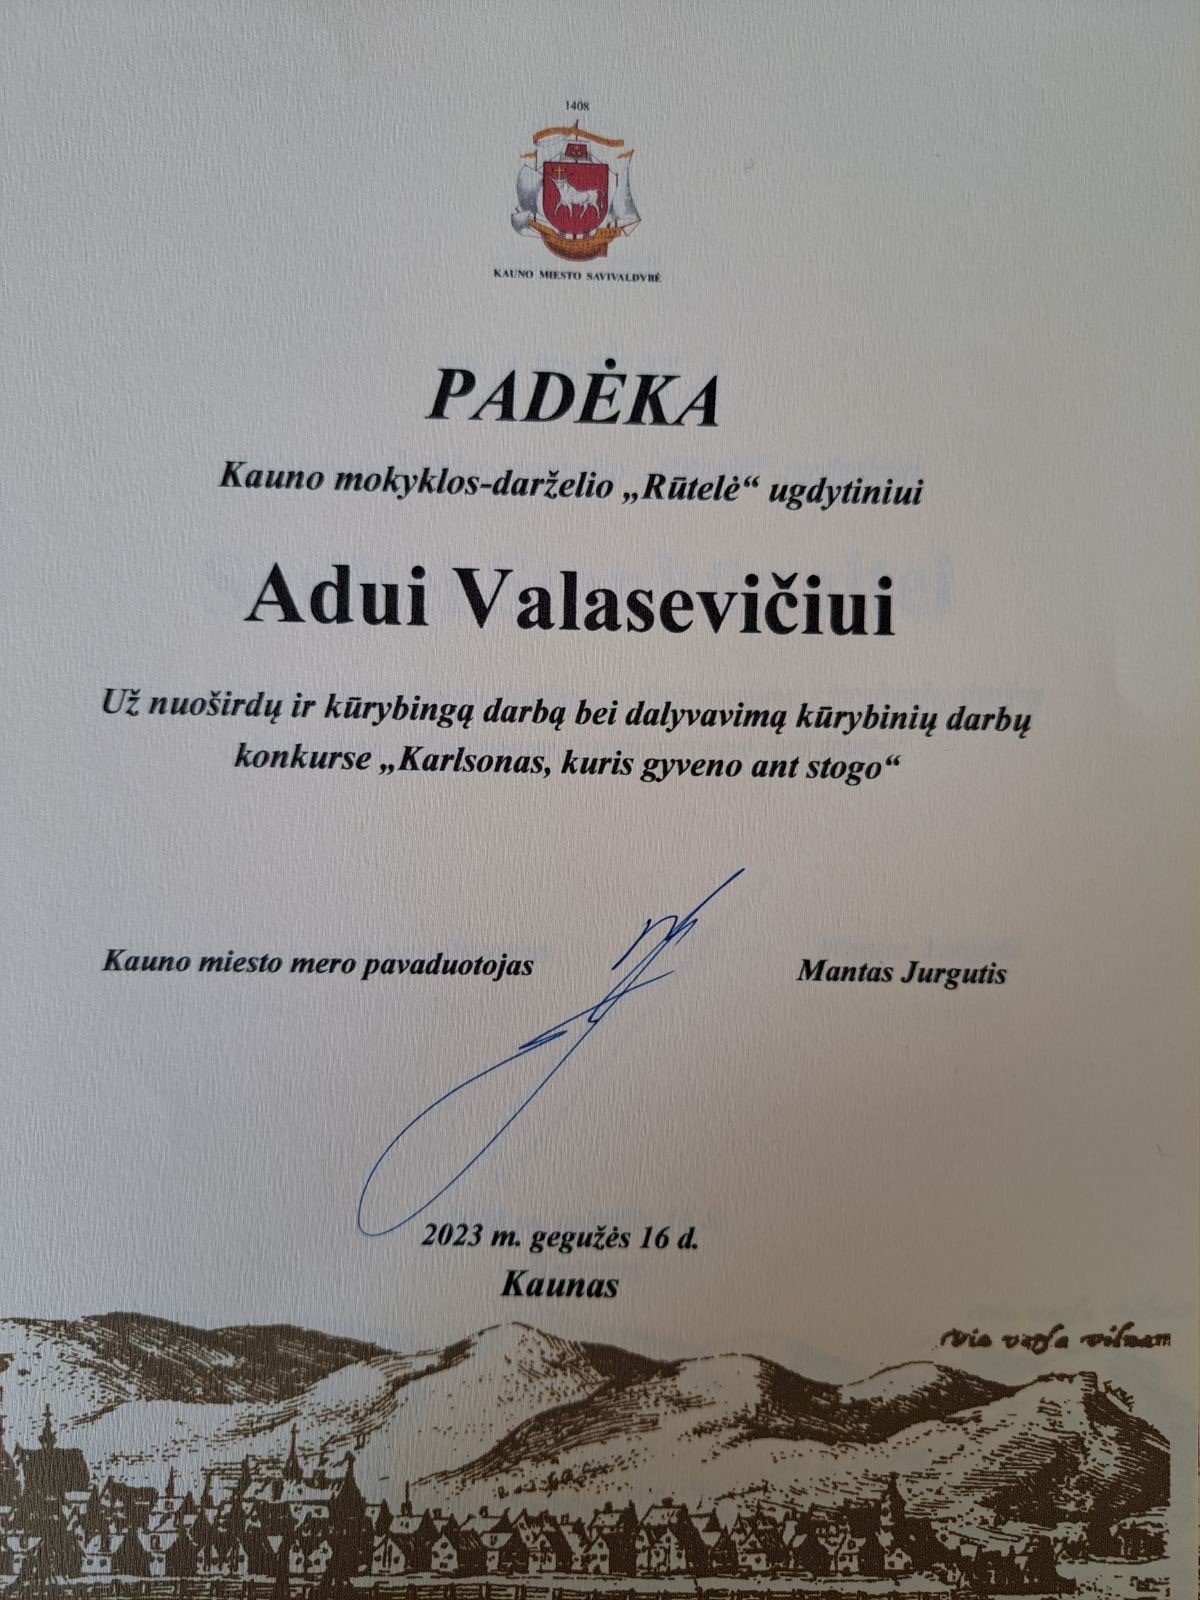 1408
KAUNO MIESTO SAVIVALDYBĖ
PADĖKA
Kauno mokyklos-darželio „Rūtelė“ ugdytiniui
Adui Valasevičiui
Už nuoširdų ir kūrybingą darbą bei dalyvavimą kūrybinių darbų
konkurse „Karlsonas, kuris gyveno ant stogo“
Kauno miesto mero pavaduotojas Mantas Jurgutis
2023 m. gegužės 16 d.
Kaunas
via